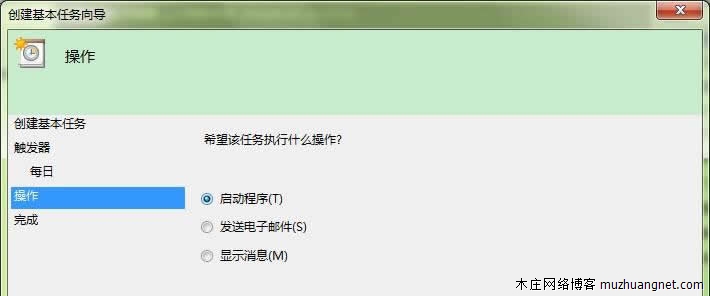 创建基本任务向导
操作
创建基本任务
触发器
每日
操作
完成
希望该任务执行什么操作?
启动程序(T)
发送电子邮件(S)
显示消息(M)
木庄网络博客 muzhuangnet.com